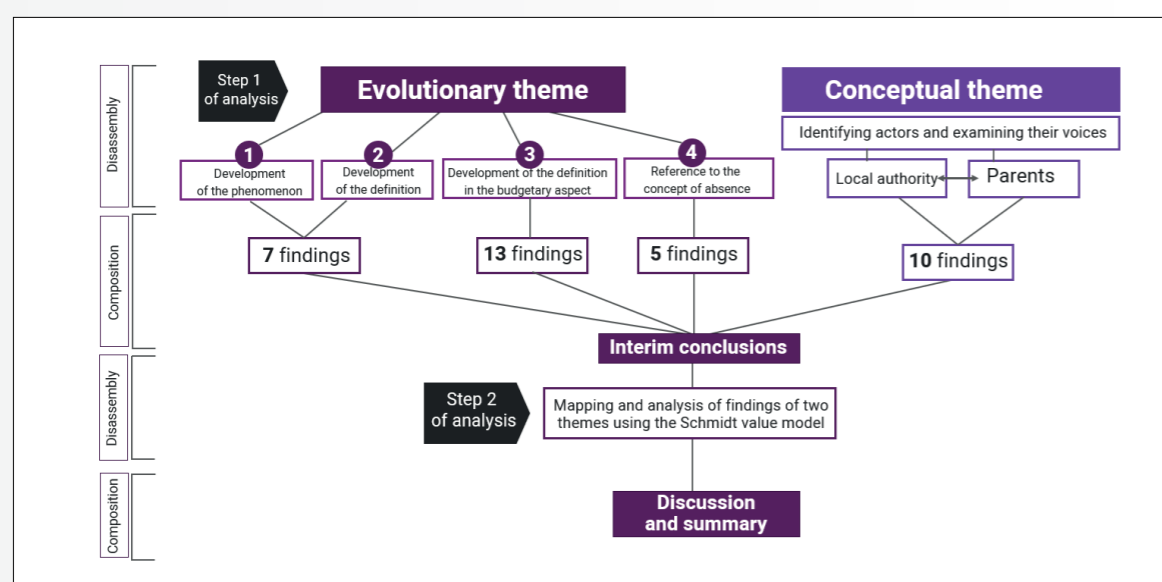 Disassembly
Step 1
of analysis
Evolutionary theme
Conceptual theme
Identifying actors and examining their voices
1
2
3
4
Development
of the phenomenon
Development
of the definition
Development of the definition
in the budgetary aspect
Reference to the
concept of absence
Local authority
Parents
Composition
7 findings
13 findings
5 findings
10 findings
Interim conclusions
Disassembly
Step 2
of analysis
Mapping and analysis of findings of two
themes using the Schmidt value model
Composition
Discussion
and summary